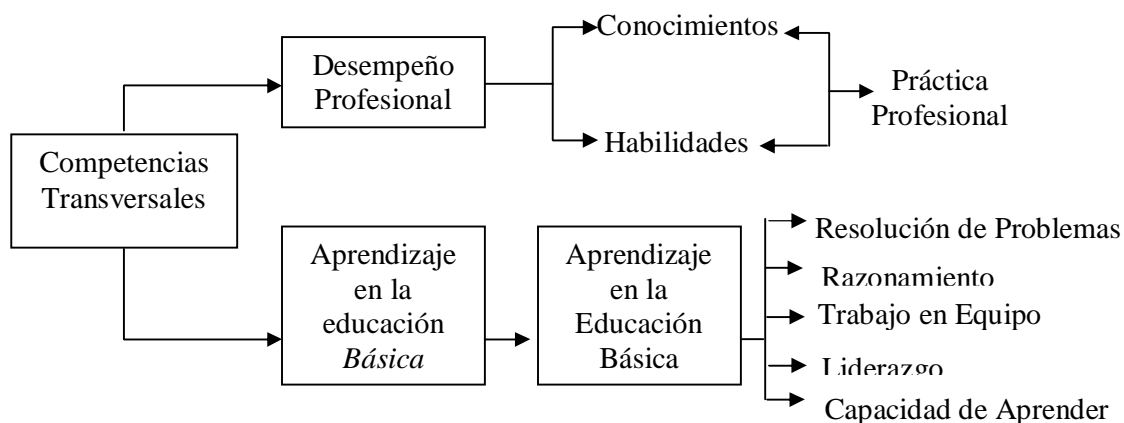 Competencias
Transversales
Desempeño
Profesional
Conocimientos
Habilidades
Práctica
Profesional
Aprendizaje
en la
educación
Básica
Aprendizaje
en la
Educación
Básica
Resolución de Problemas
Razonamiento
Trabajo en Equipo
Liderazgo
Capacidad de Aprender